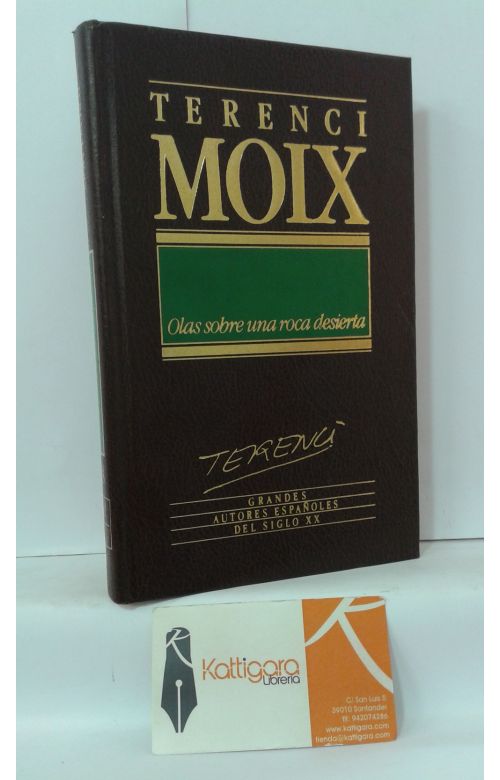 TERENCI
MOIX
Olas sobre una roca desierta
TERENCI
GRANDES
AUTORES ESPAÑOLES
DEL SIGLO XX
Kattigara
Librería
C/ San Luis 5
39010 Santander
tlf: 942074286
www.kattigara.com
tienda@kattigara.com